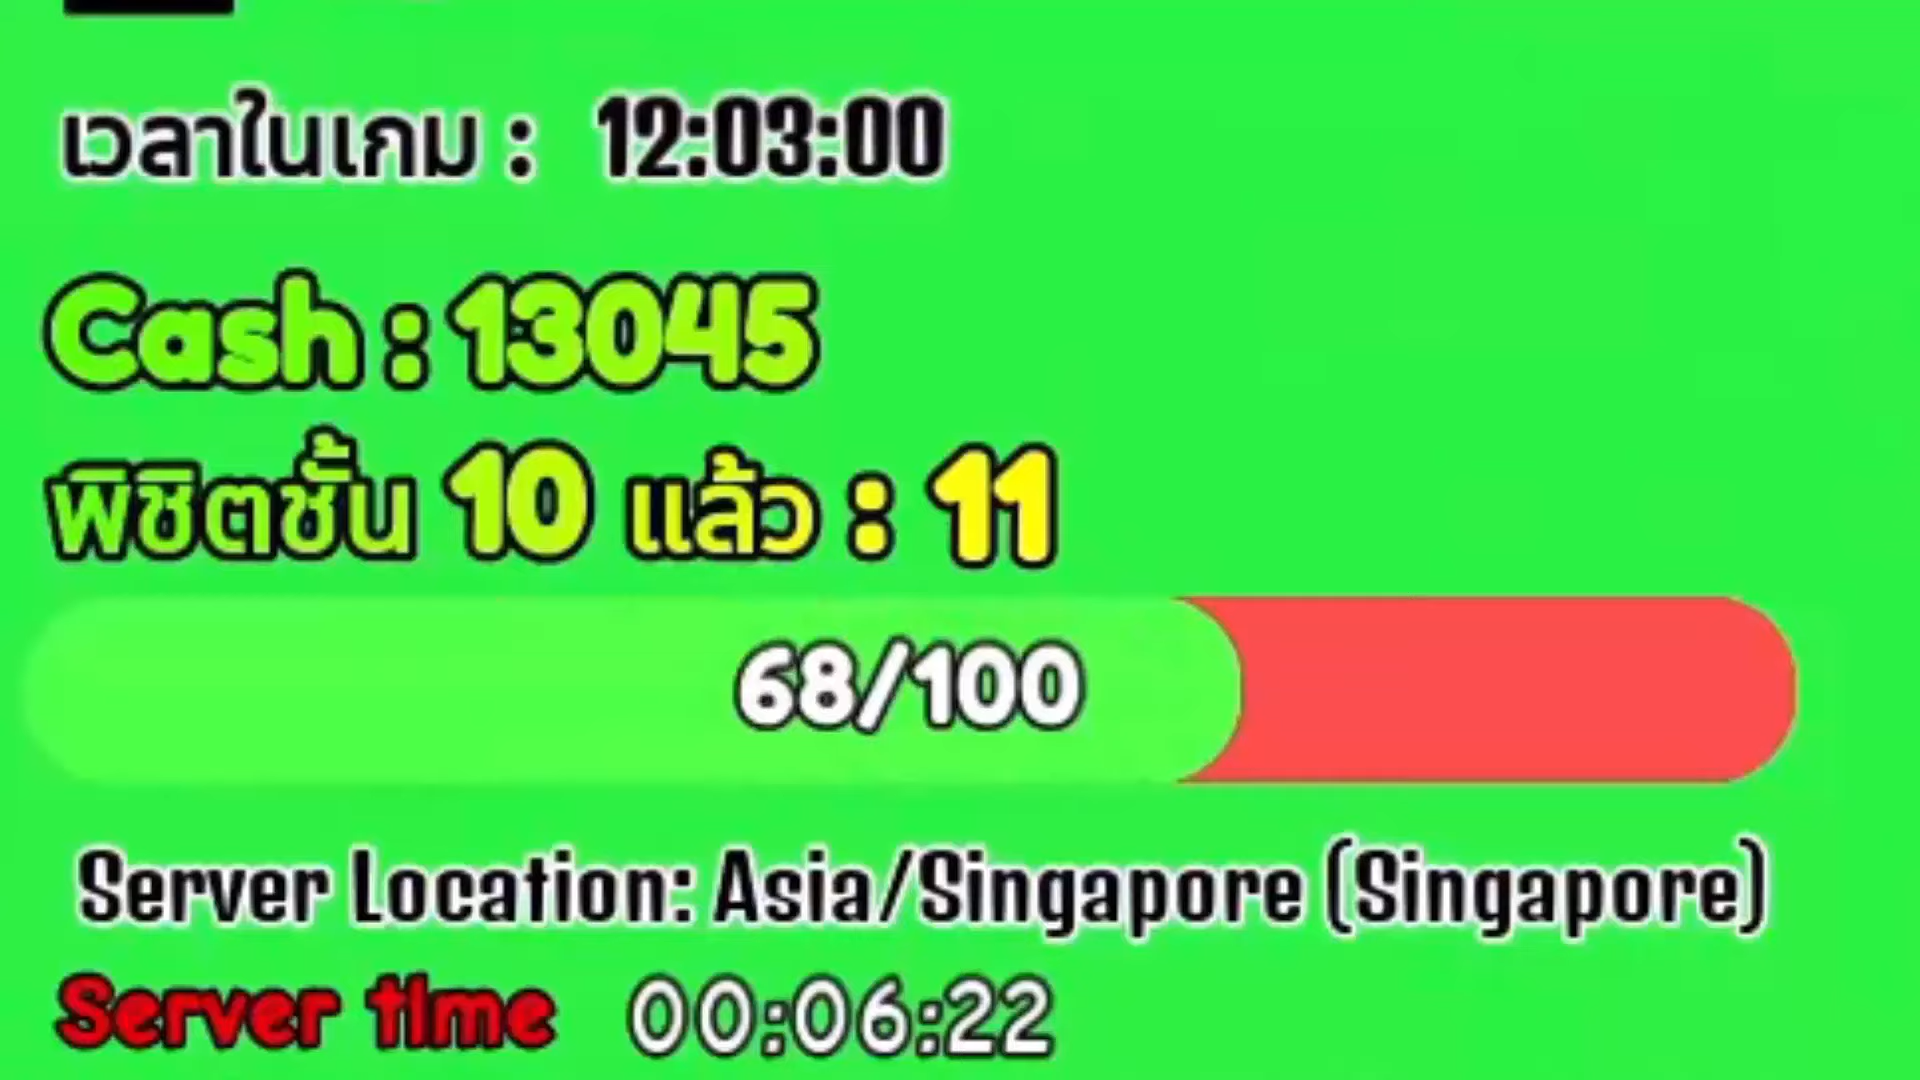 เวลาในเกม : 12:03:00
Cash : 13045
พิชิตชั้น 10 แล้ว : 11
68/100
Server Location: Asia/Singapore (Singapore)
Server time 00:06:22